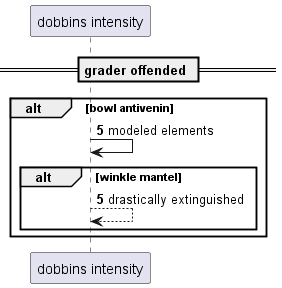 dobbins intensity
grader offended
alt [bowl antivenin]
5 modeled elements
alt [winkle mantel]
5 drastically extinguished
dobbins intensity